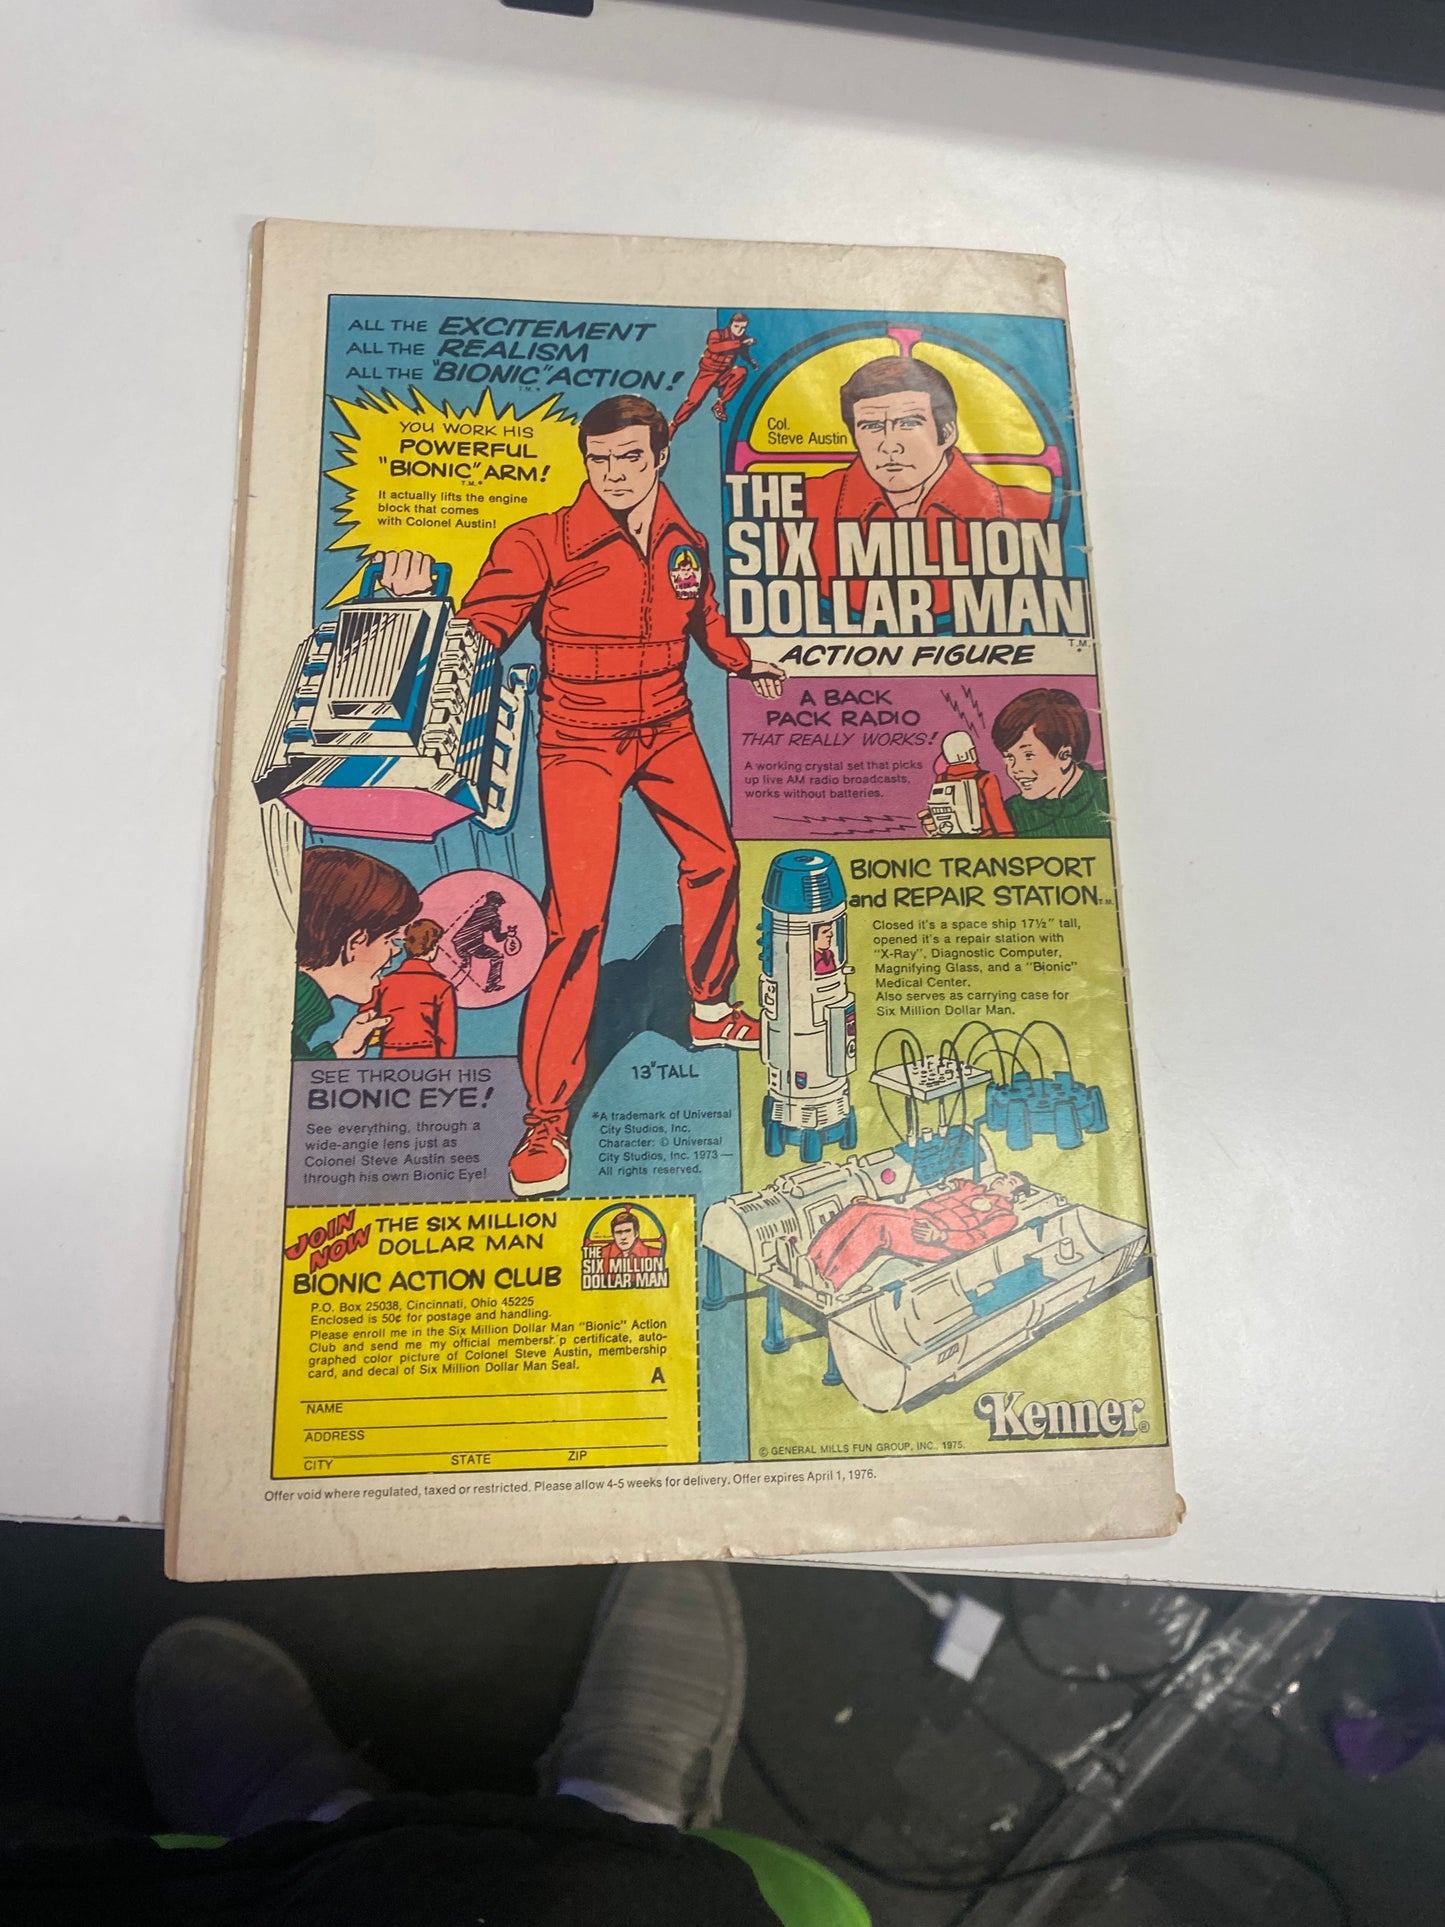 ALL THE EXCITEMENT
ALL THE REALISM
ALL THE "BIONIC" ACTION!
T.M.*
YOU WORK HIS
POWERFUL
"BIONIC" ARM!
T.M.*
It actually lifts the engine
block that comes
with Colonel Austin!
Col.
Steve Austin
THE
SIX MILLION
DOLLAR MAN
T.M.
*
ACTION FIGURE
A BACK
PACK RADIO
THAT REALLY WORKS!
A working crystal set that picks
up live AM radio broadcasts,
works without batteries.
BIONIC TRANSPORT
and REPAIR STATION T.M.
Closed it's a space ship 17½" tall,
opened it's a repair station with
"X-Ray", Diagnostic Computer,
Magnifying Glass, and a "Bionic"
Medical Center.
Also serves as carrying case for
Six Million Dollar Man.
$
SEE THROUGH HIS
BIONIC EYE!
See everything, through a
wide-angle lens just as
Colonel Steve Austin sees
through his own Bionic Eye!
13" TALL
*A trademark of Universal
City Studios, Inc.
Character: © Universal
City Studios, Inc. 1973—
All rights reserved.
JOIN
NOW
THE SIX MILLION
DOLLAR MAN
BIONIC ACTION CLUB
THE
SIX MILLION
DOLLAR MAN
P.O. Box 25038, Cincinnati, Ohio 45225
Enclosed is 50¢ for postage and handling.
Please enroll me in the Six Million Dollar Man "Bionic" Action
Club and send me my official membersh p certificate, auto-
graphed color picture of Colonel Steve Austin, membership
card, and decal of Six Million Dollar Man Seal.
A
NAME
ADDRESS
CITY STATE ZIP
Kenner®
© GENERAL MILLS FUN GROUP, INC., 1975.
Offer void where regulated, taxed or restricted. Please allow 4-5 weeks for delivery. Offer expires April 1, 1976.